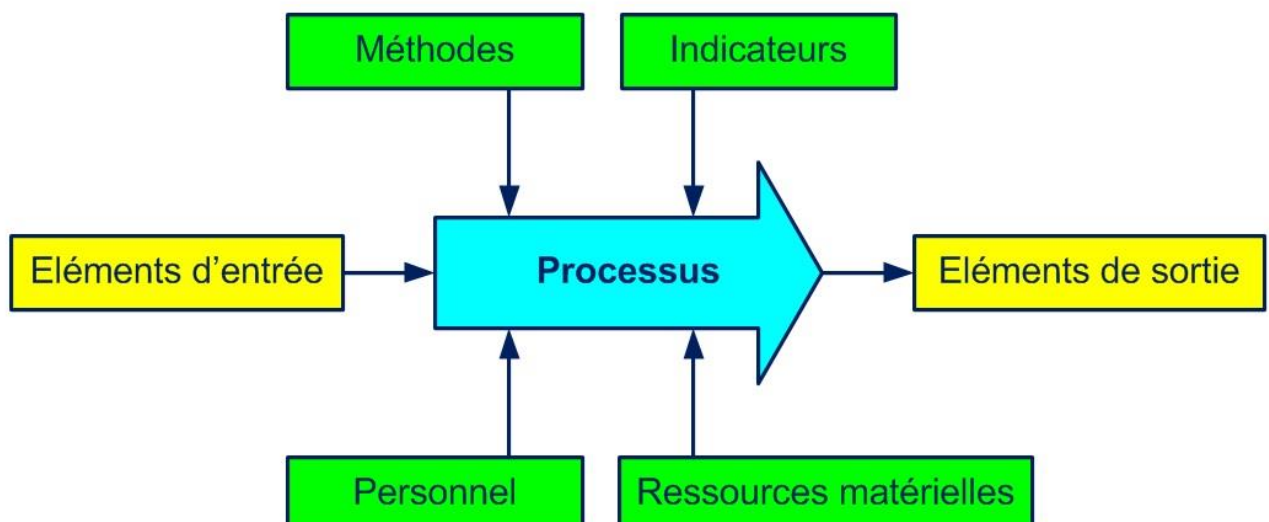 Méthodes
Indicateurs
Eléments d'entrée
Processus
Eléments de sortie
Personnel
Ressources matérielles